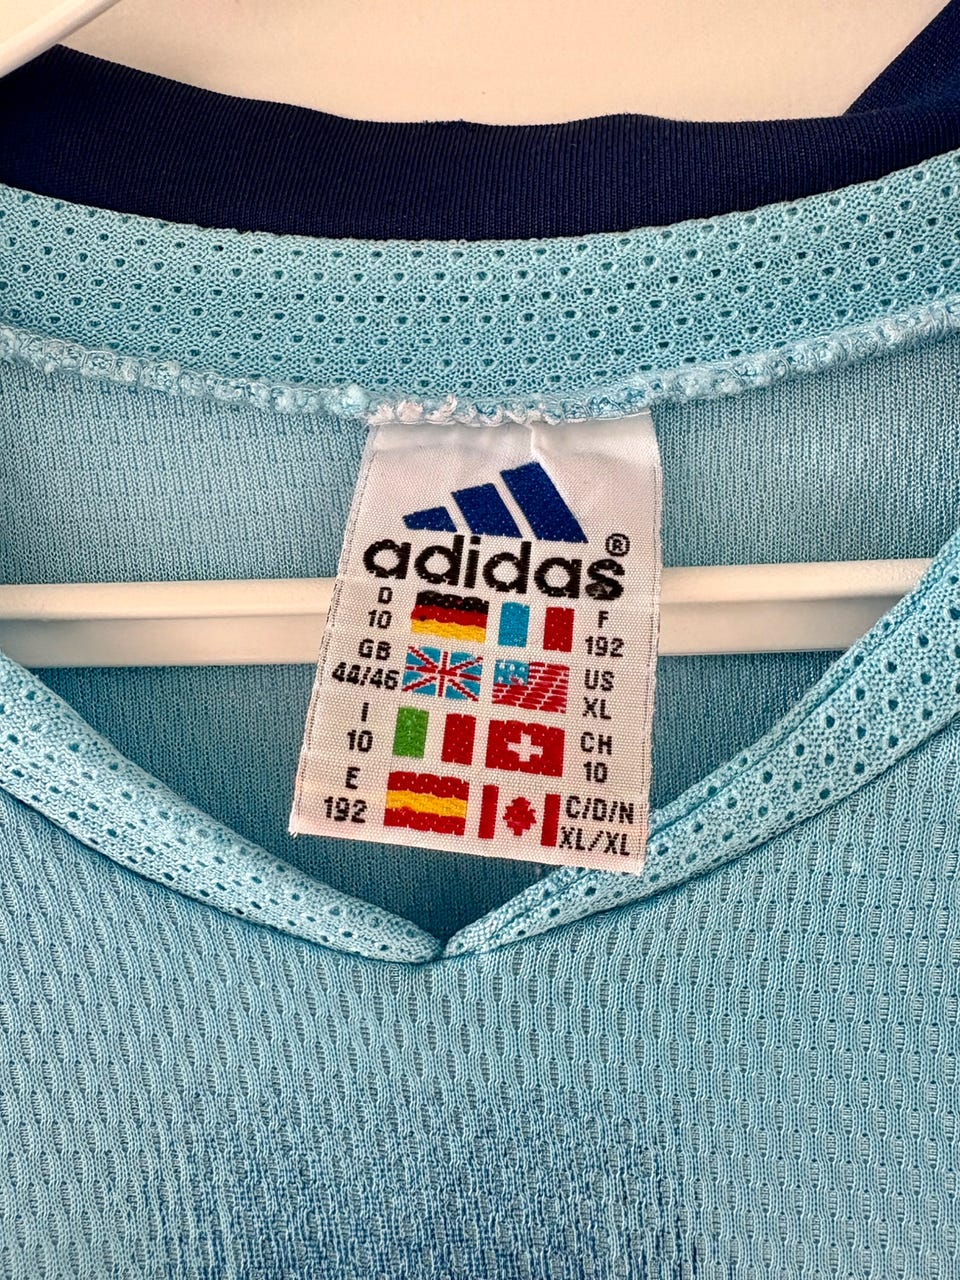 adidas®
D
10
F
192
GB
44/46
US
XL
I
10
CH
10
E
192
C/D/N
XL/XL